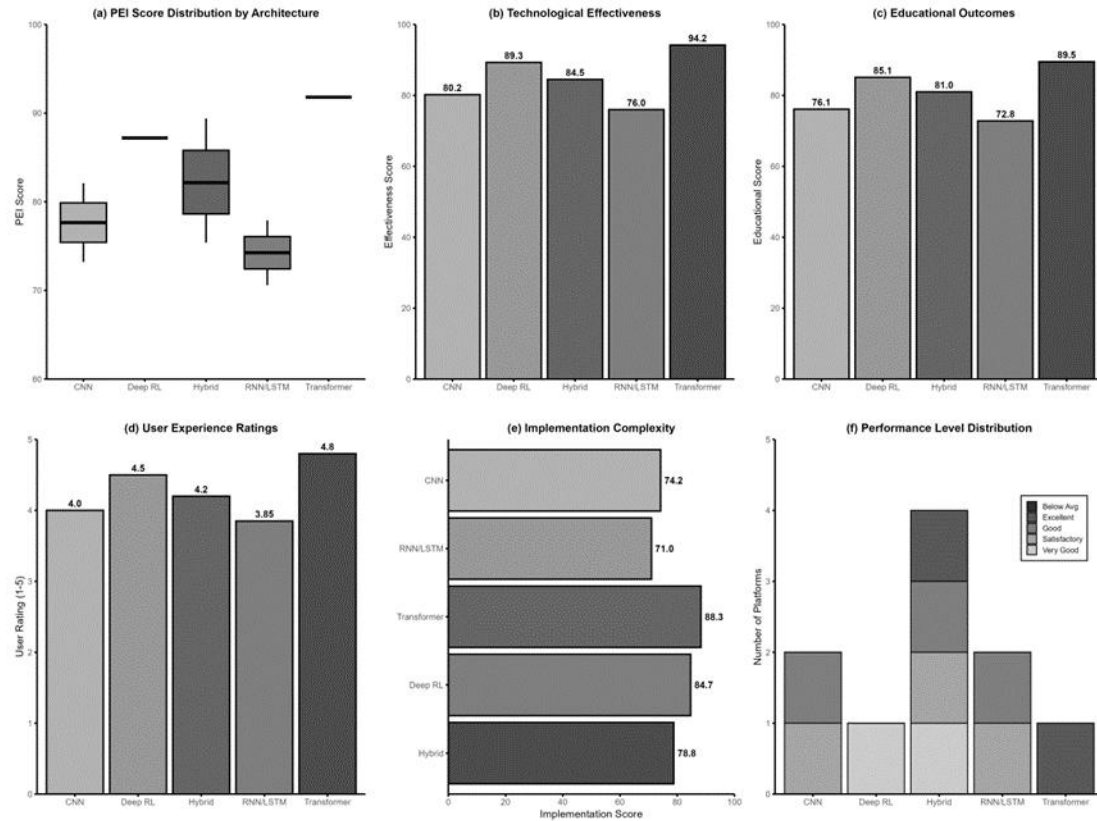 (a) PEI Score Distribution by Architecture
100
90
80
70
60
PEI Score
CNN
Deep RL
Hybrid
RNN/LSTM
Transformer
(b) Technological Effectiveness
100
80
60
40
20
0
Effectiveness Score
80.2
89.3
84.5
76.0
94.2
CNN
Deep RL
Hybrid
RNN/LSTM
Transformer
(c) Educational Outcomes
100
80
60
40
20
0
Educational Score
76.1
85.1
81.0
72.8
89.5
CNN
Deep RL
Hybrid
RNN/LSTM
Transformer
(d) User Experience Ratings
5
4
3
2
1
0
User Rating (1-5)
4.0
4.5
4.2
3.85
4.8
CNN
Deep RL
Hybrid
RNN/LSTM
Transformer
(e) Implementation Complexity
CNN
74.2
RNN/LSTM
71.0
Transformer
88.3
Deep RL
84.7
Hybrid
78.8
0
20
40
60
80
100
Implementation Score
(f) Performance Level Distribution
5
4
3
2
1
0
Number of Platforms
Below Avg
Excellent
Good
Satisfactory
Very Good
CNN
Deep RL
Hybrid
RNN/LSTM
Transformer